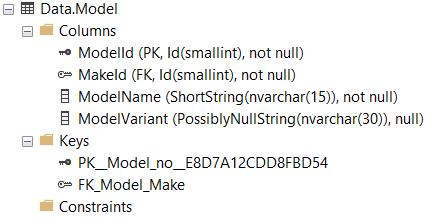 Data.Model
Columns
ModelId (PK, Id(smallint), not null)
MakeId (FK, Id(smallint), not null)
ModelName (ShortString(nvarchar(15)), not null)
ModelVariant (PossiblyNullString(nvarchar(30)), null)
Keys
PK__Model_no__E8D7A12CDD8FBD54
FK_Model_Make
Constraints